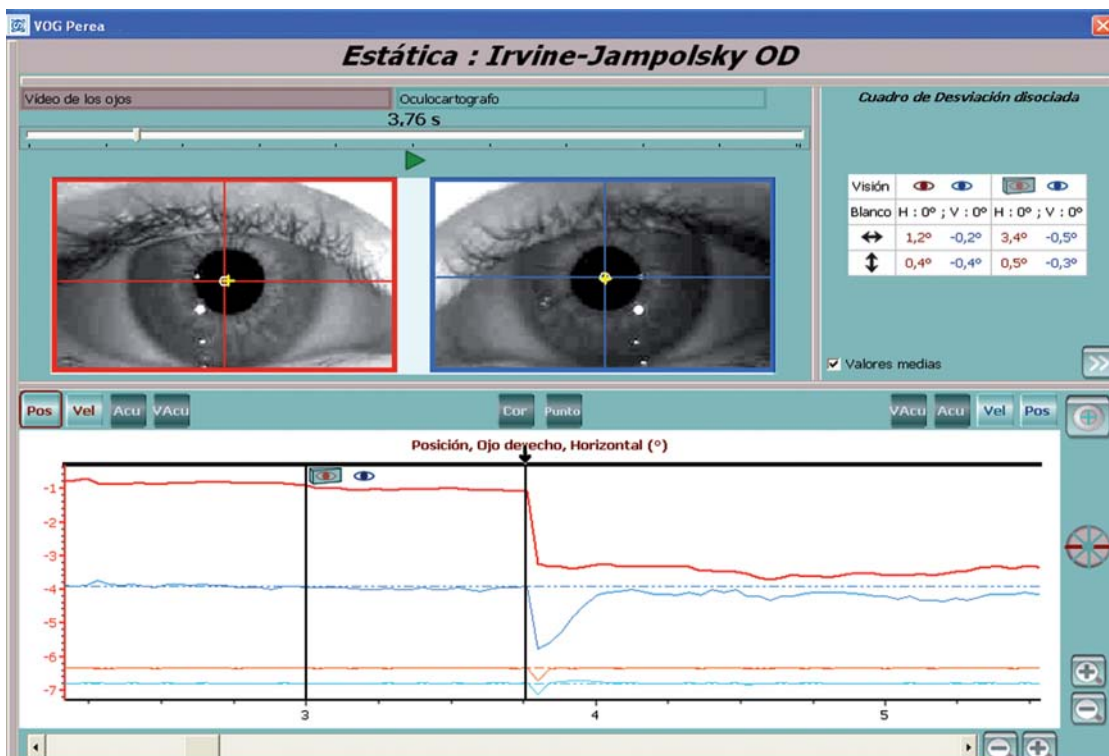 VOG Perea
Estática : Irvine-Jampolsky OD
Vídeo de los ojos
Oculocartografo
3,76 s
Cuadro de Desviación disociada
Visión
Blanco H : 0º ; V : 0º H : 0º ; V : 0º
1,2º -0,2º 3,4º -0,5º
0,4º -0,4º 0,5º -0,3º
Valores medias
Pos Vel Acu VAcu Cor Punto VAcu Acu Vel Pos
Posición, Ojo derecho, Horizontal (°)
-1
-2
-3
-4
-5
-6
-7
3 4 5